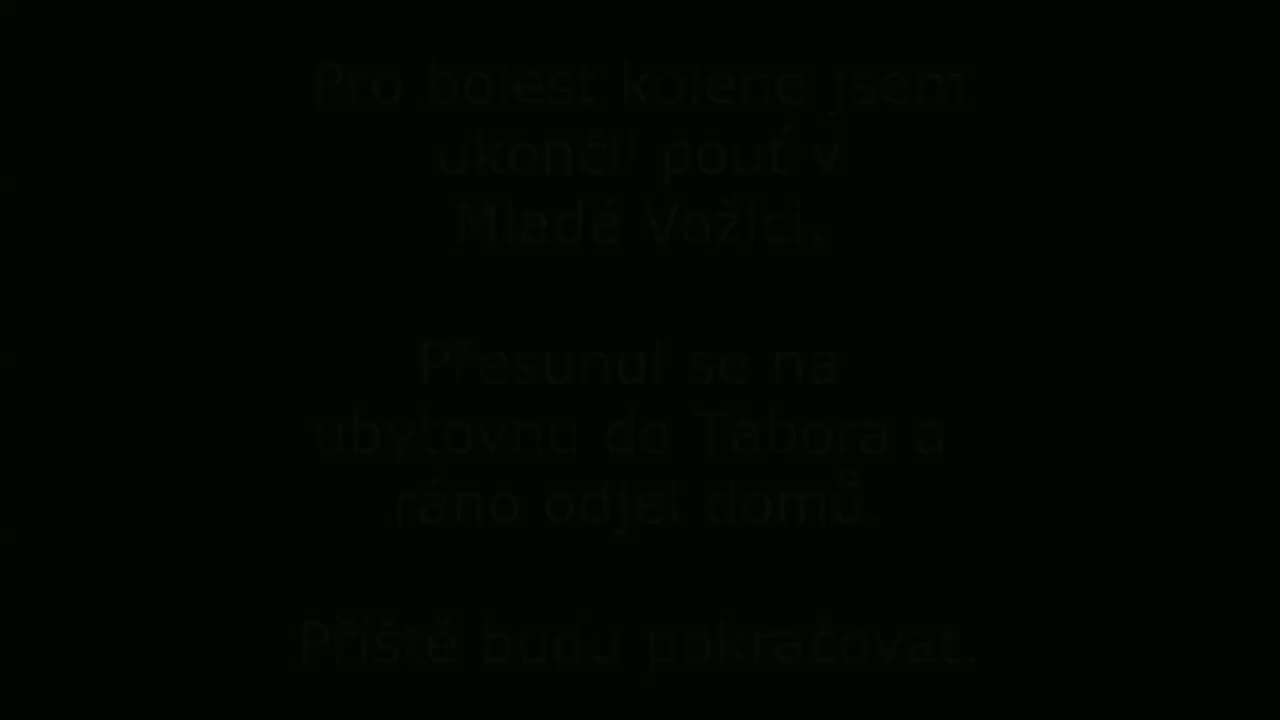 Pro bolest kolene jsem
ukončil pouť v
Mladé Vožici.
Přesunul se na
ubytovnu do Tábora a
ráno odjel domů.
Příště budu pokračovat.